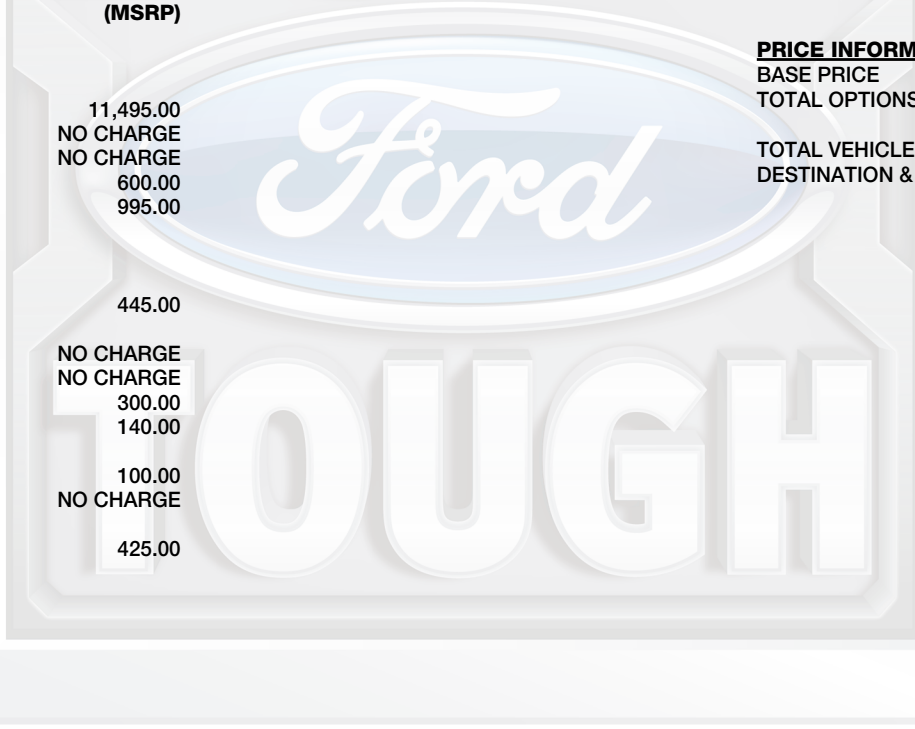 (MSRP)
11,495.00
NO CHARGE
NO CHARGE
600.00
995.00
445.00
NO CHARGE
NO CHARGE
300.00
140.00
100.00
NO CHARGE
425.00
PRICE INFORM
BASE PRICE
TOTAL OPTIONS
TOTAL VEHICLE
DESTINATION &
Ford
TOUGH